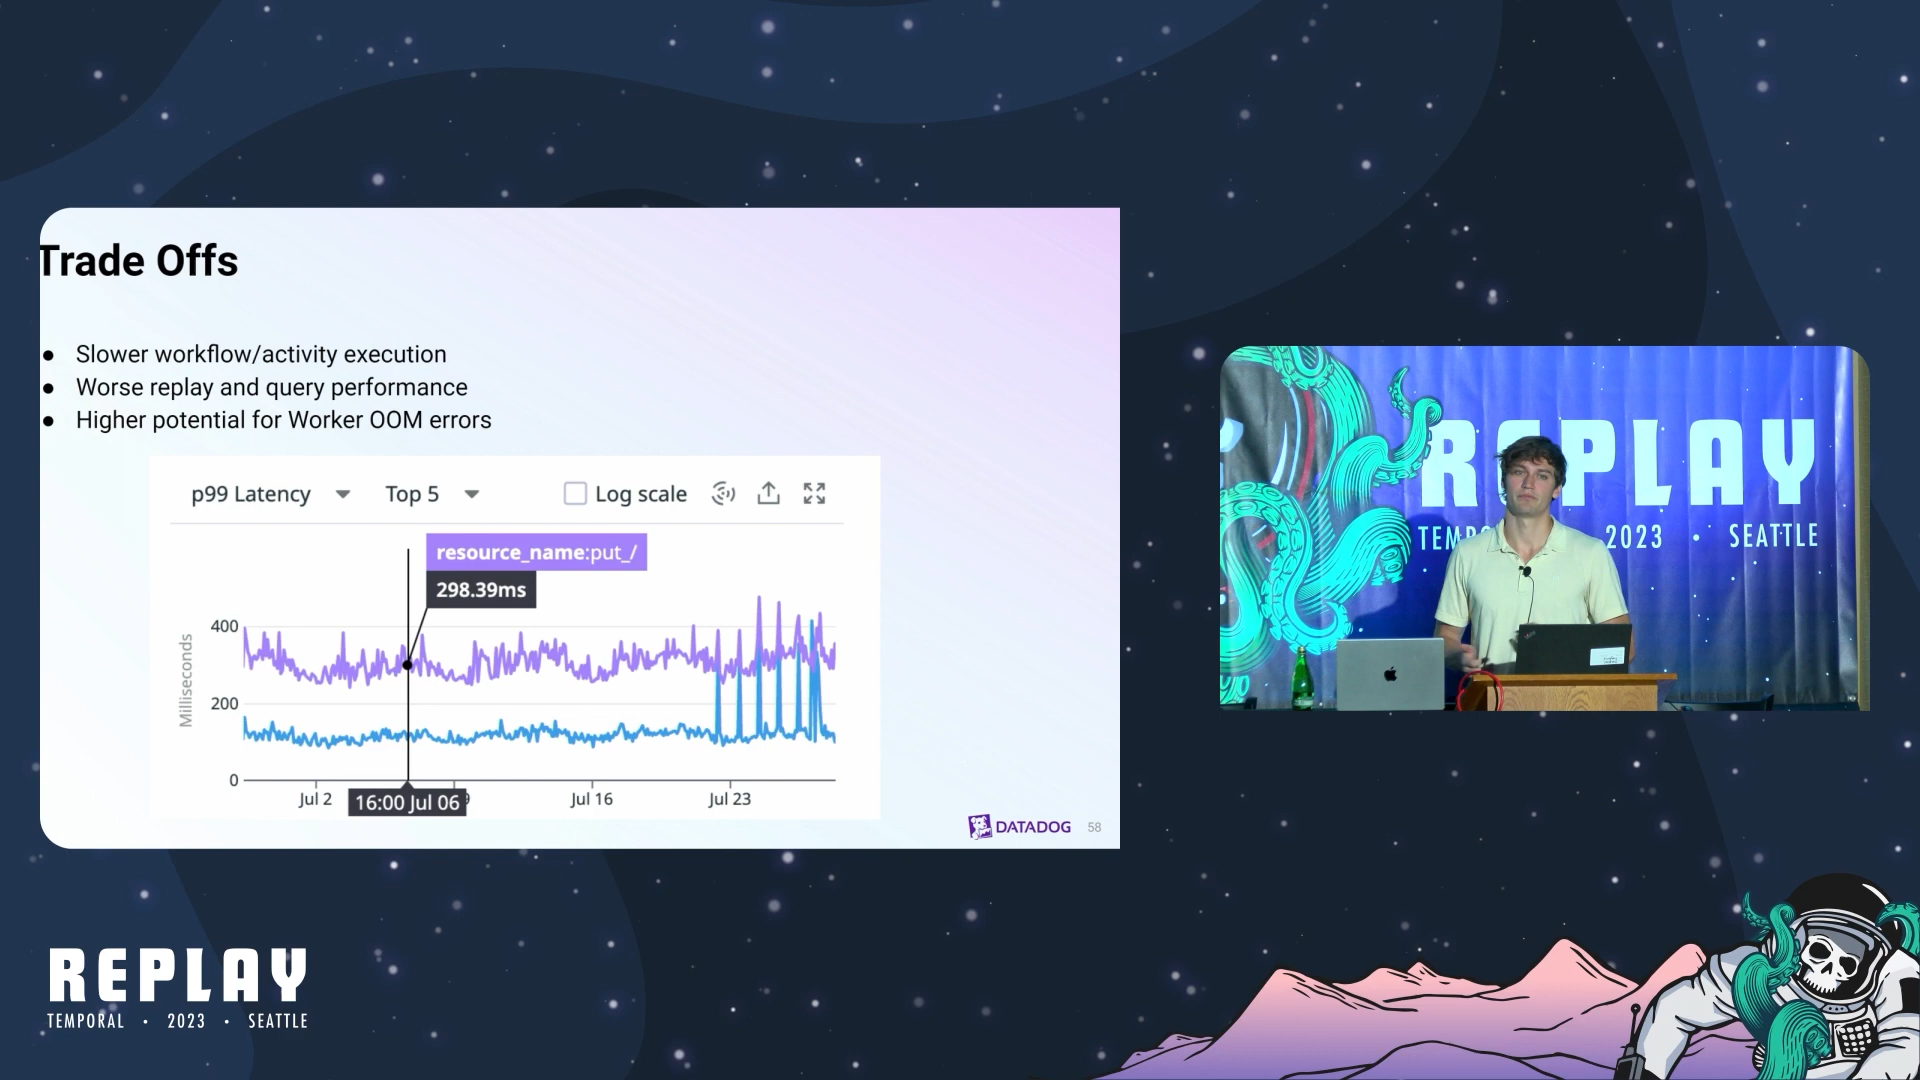 Trade Offs
● Slower workflow/activity execution
● Worse replay and query performance
● Higher potential for Worker OOM errors
p99 Latency
Top 5
Log scale
resource_name:put_/
298.39ms
Milliseconds
400
200
0
Jul 2
16:00 Jul 06
Jul 16
Jul 23
DATADOG
58
REPLAY
2023 • SEATTLE
REPLAY
TEMPORAL • 2023 • SEATTLE